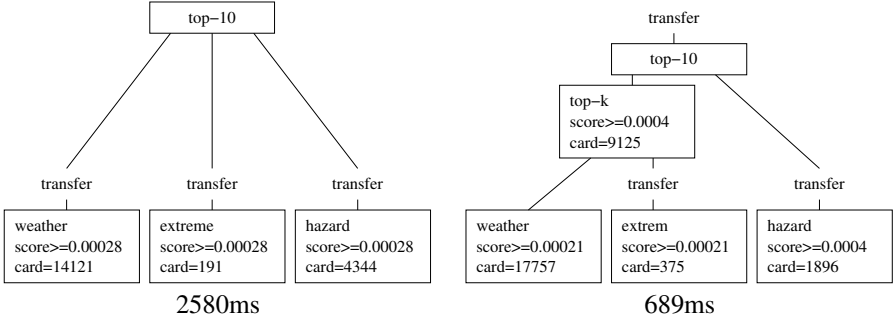 top−10
transfer
transfer
transfer
weather
score>=0.00028
card=14121
extreme
score>=0.00028
card=191
hazard
score>=0.00028
card=4344
2580ms
transfer
top−10
top−k
score>=0.0004
card=9125
transfer
transfer
weather
score>=0.00021
card=17757
extrem
score>=0.00021
card=375
hazard
score>=0.0004
card=1896
689ms